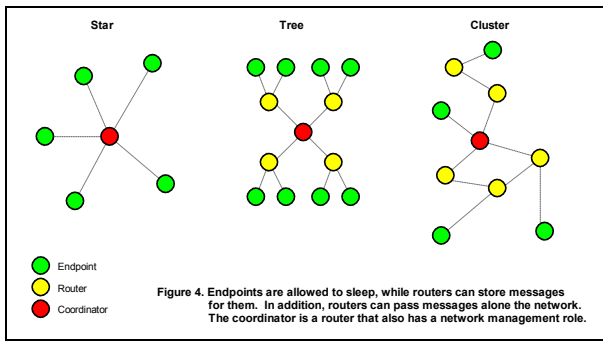 Star
Tree
Cluster
Endpoint
Router
Coordinator
Figure 4. Endpoints are allowed to sleep, while routers can store messages
for them. In addition, routers can pass messages alone the network.
The coordinator is a router that also has a network management role.